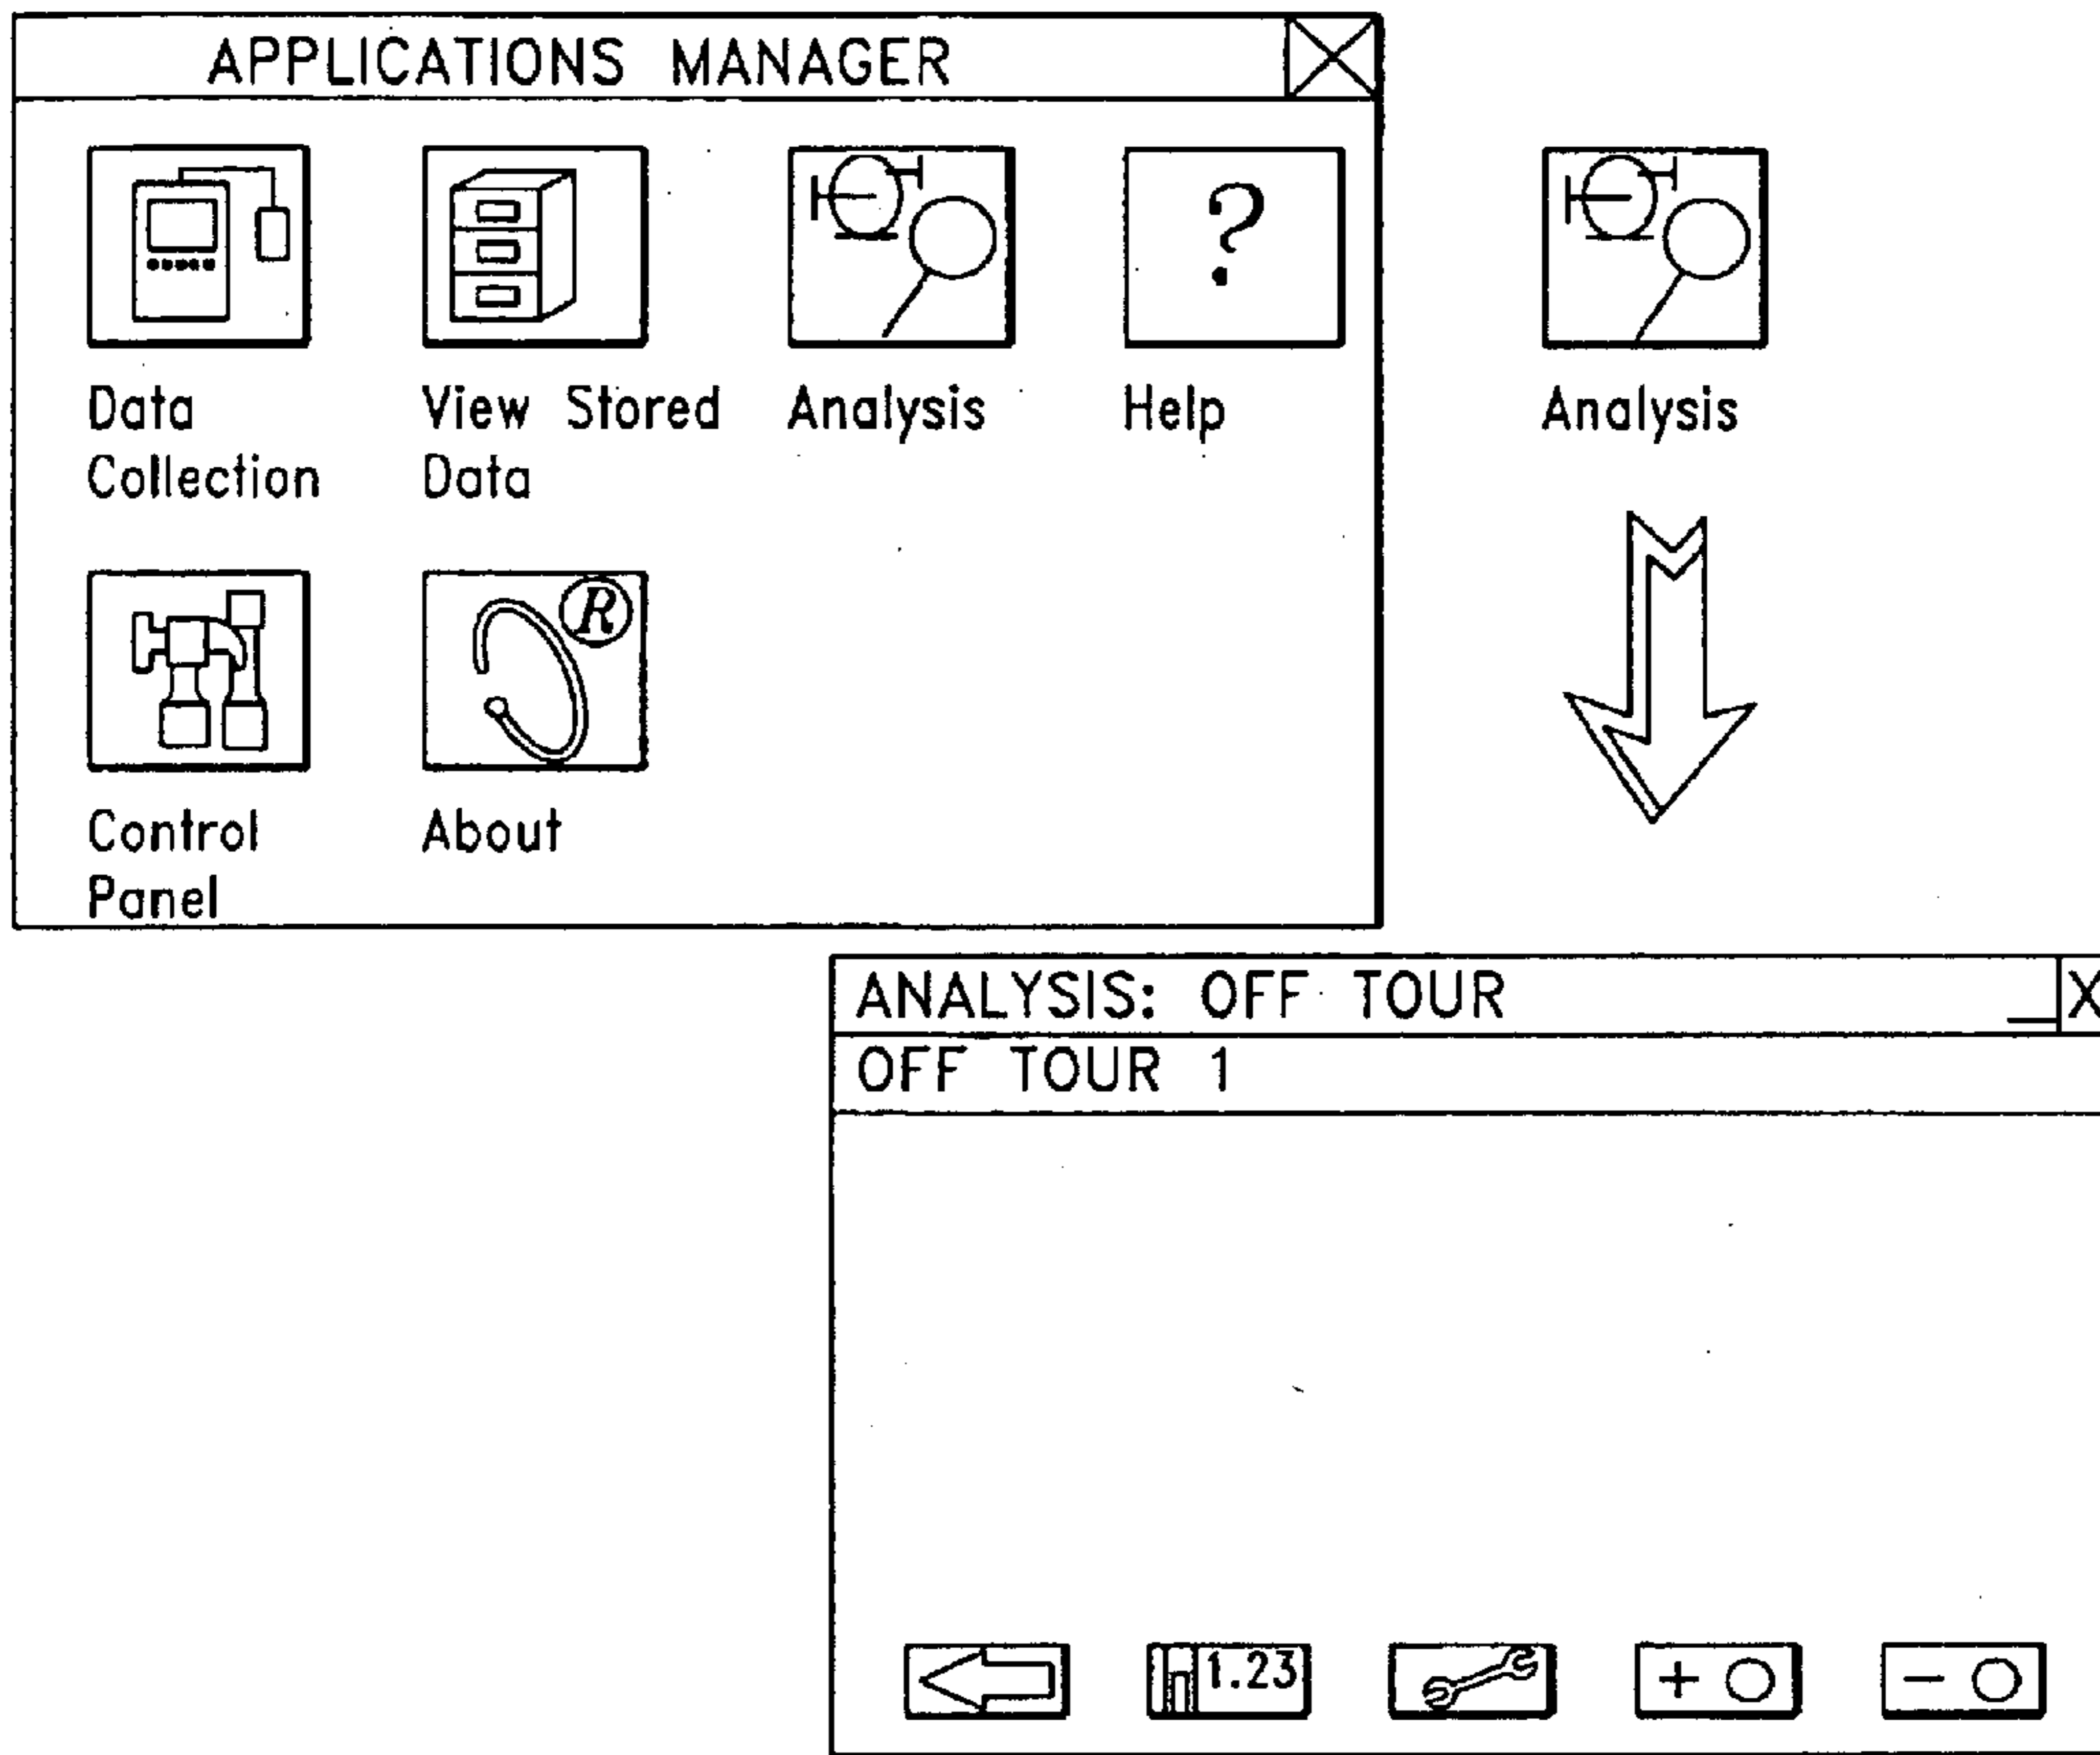 APPLICATIONS MANAGER
?
Data
Collection
View Stored
Data
Analysis
Help
Analysis
R
Control
Panel
About
ANALYSIS: OFF TOUR
_ X
OFF TOUR 1
1.23
+
-